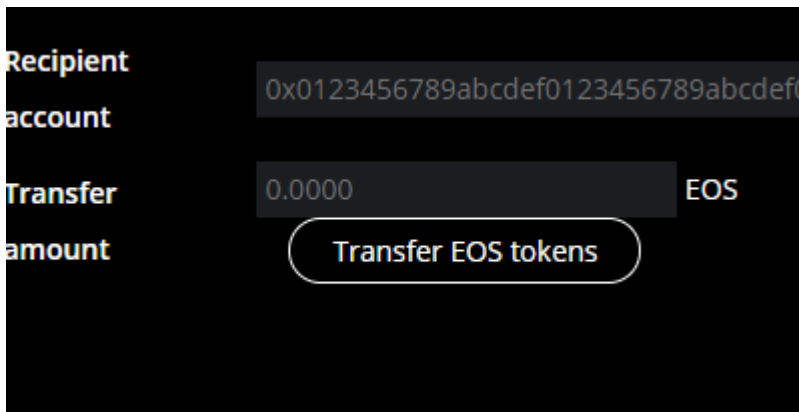 Recipient
account
0x0123456789abcdef0123456789abcdef
Transfer
amount
0.0000 EOS
Transfer EOS tokens